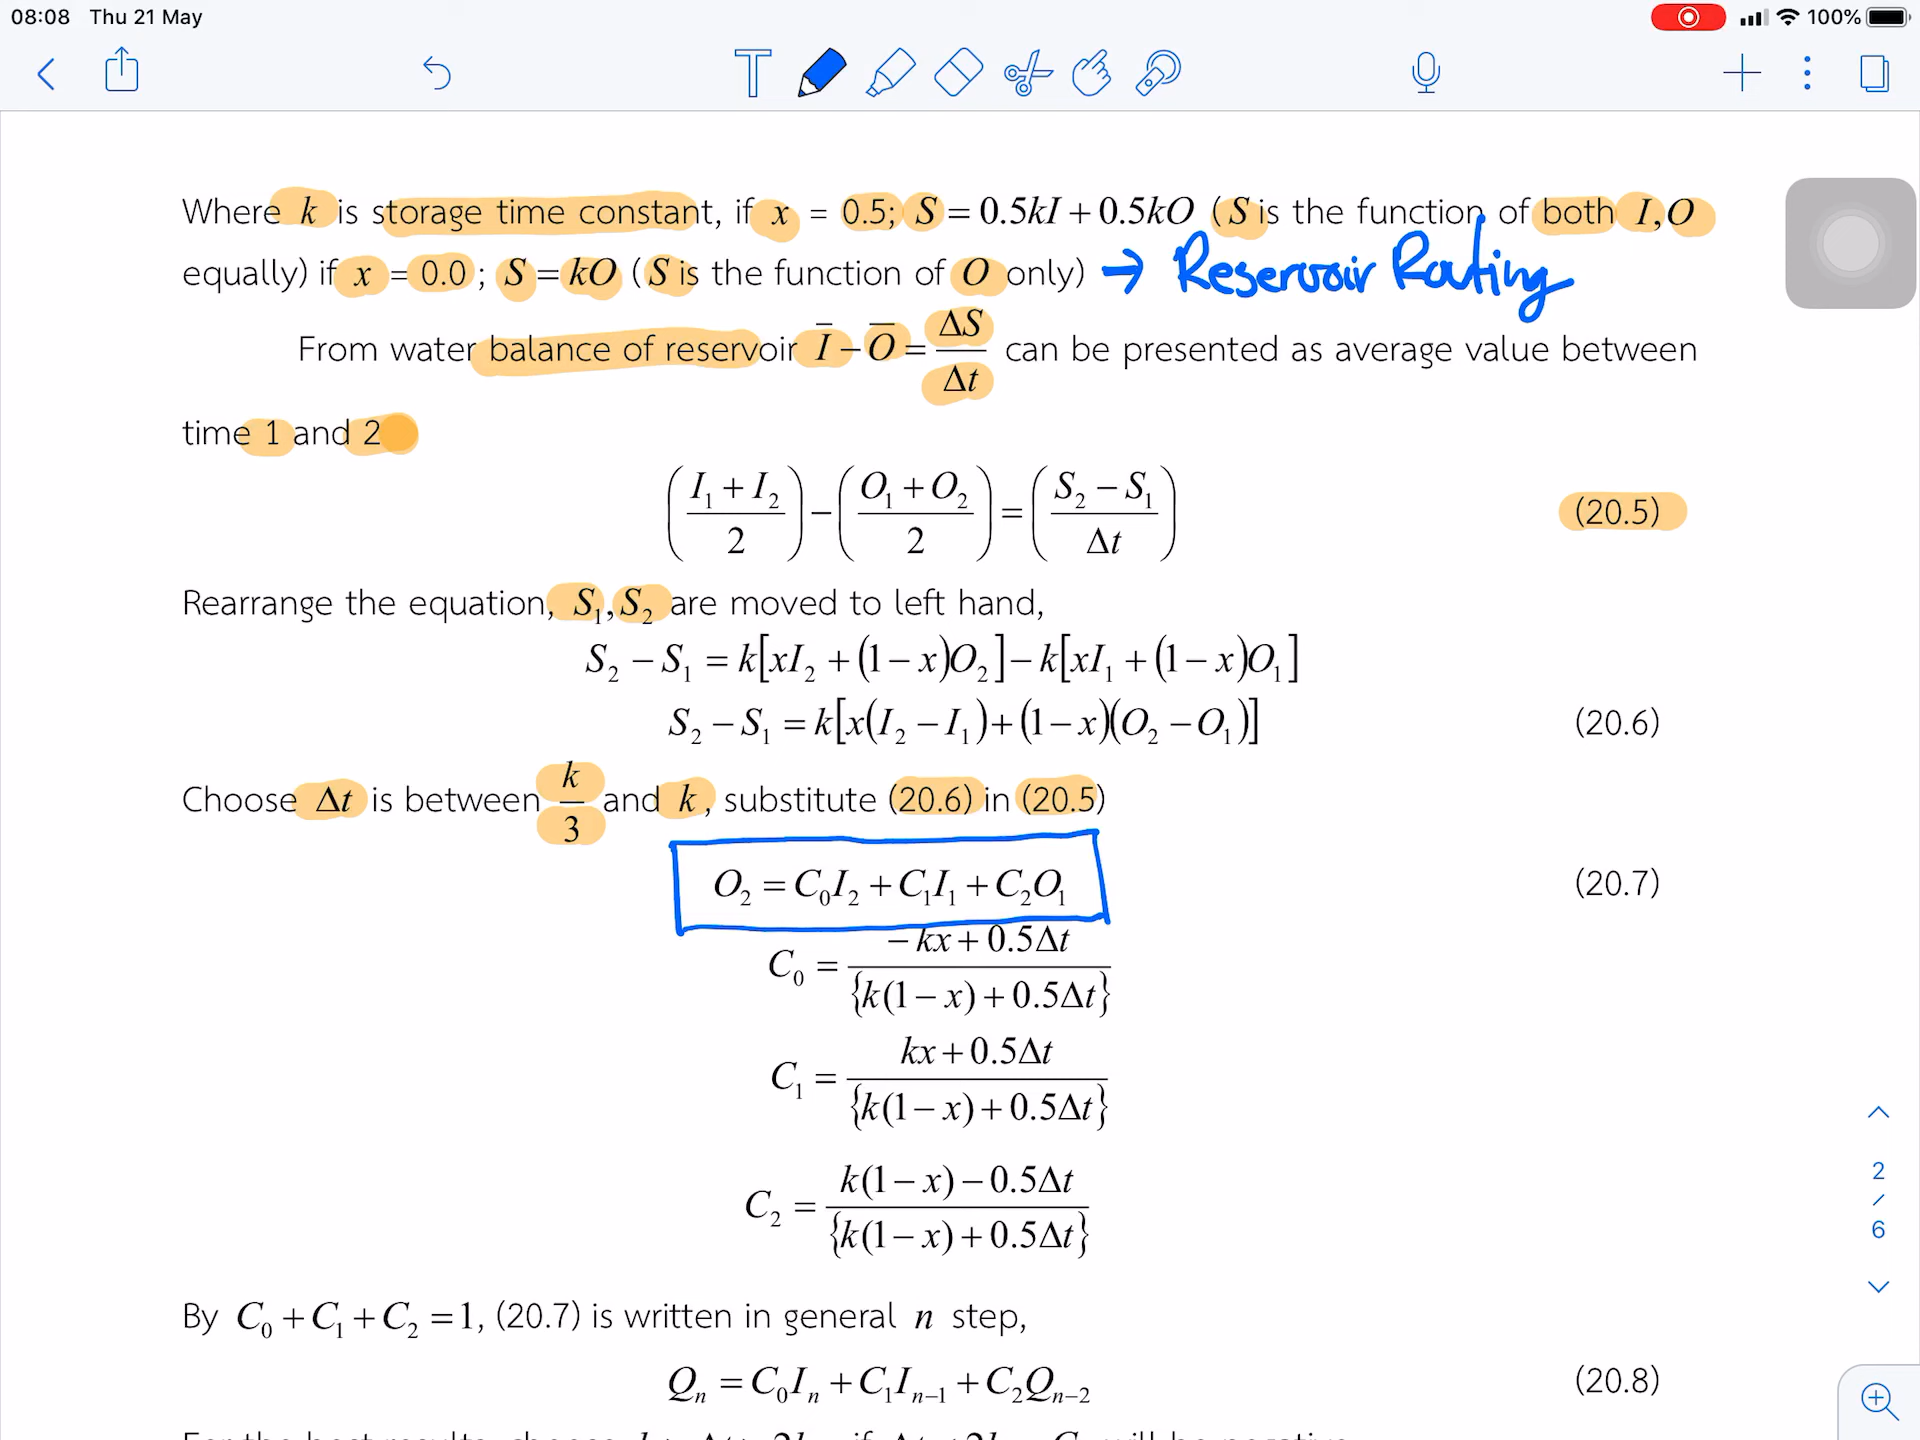 08:08 Thu 21 May 100%
T
Where k is storage time constant, if x = 0.5; S = 0.5kI + 0.5kO (S is the function of both I,O
equally) if x = 0.0 ; S = kO (S is the function of O only) → Reservoir Routing
From water balance of reservoir Ī − Ō = ΔS/Δt can be presented as average value between
time 1 and 2
((I₁ + I₂)/2) − ((O₁ + O₂)/2) = ((S₂ − S₁)/Δt) (20.5)
Rearrange the equation, S₁,S₂ are moved to left hand,
S₂ − S₁ = k[xI₂ + (1 − x)O₂] − k[xI₁ + (1 − x)O₁]
S₂ − S₁ = k[x(I₂ − I₁) + (1 − x)(O₂ − O₁)] (20.6)
Choose Δt is between k/3 and k, substitute (20.6) in (20.5)
O₂ = C₀I₂ + C₁I₁ + C₂O₁ (20.7)
C₀ = (−kx + 0.5Δt)/{k(1 − x) + 0.5Δt}
C₁ = (kx + 0.5Δt)/{k(1 − x) + 0.5Δt}
C₂ = (k(1 − x) − 0.5Δt)/{k(1 − x) + 0.5Δt}
2
/
6
By C₀ + C₁ + C₂ = 1, (20.7) is written in general n step,
Qₙ = C₀Iₙ + C₁Iₙ₋₁ + C₂Qₙ₋₂ (20.8)